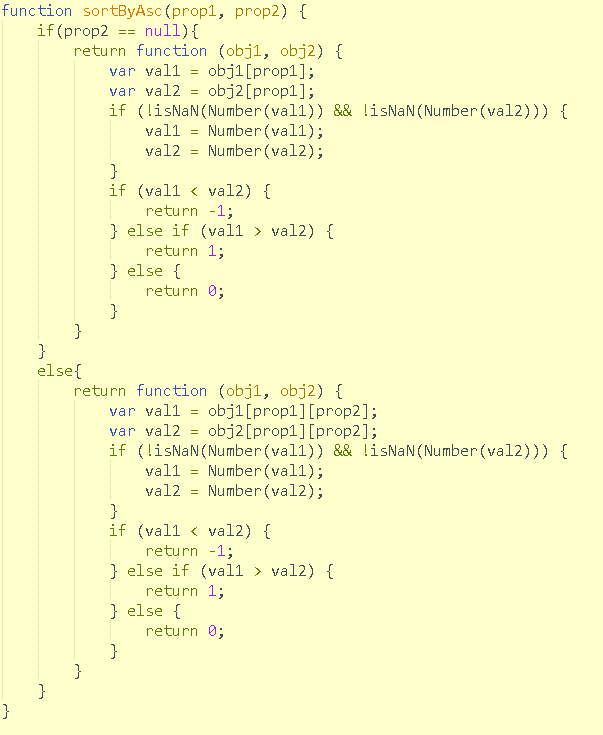 function sortByAsc(prop1, prop2) {
    if(prop2 == null){
        return function (obj1, obj2) {
            var val1 = obj1[prop1];
            var val2 = obj2[prop1];
            if (!isNaN(Number(val1)) && !isNaN(Number(val2))) {
                val1 = Number(val1);
                val2 = Number(val2);
            }
            if (val1 < val2) {
                return -1;
            } else if (val1 > val2) {
                return 1;
            } else {
                return 0;
            }
        }
    }
    else{
        return function (obj1, obj2) {
            var val1 = obj1[prop1][prop2];
            var val2 = obj2[prop1][prop2];
            if (!isNaN(Number(val1)) && !isNaN(Number(val2))) {
                val1 = Number(val1);
                val2 = Number(val2);
            }
            if (val1 < val2) {
                return -1;
            } else if (val1 > val2) {
                return 1;
            } else {
                return 0;
            }
        }
    }
}